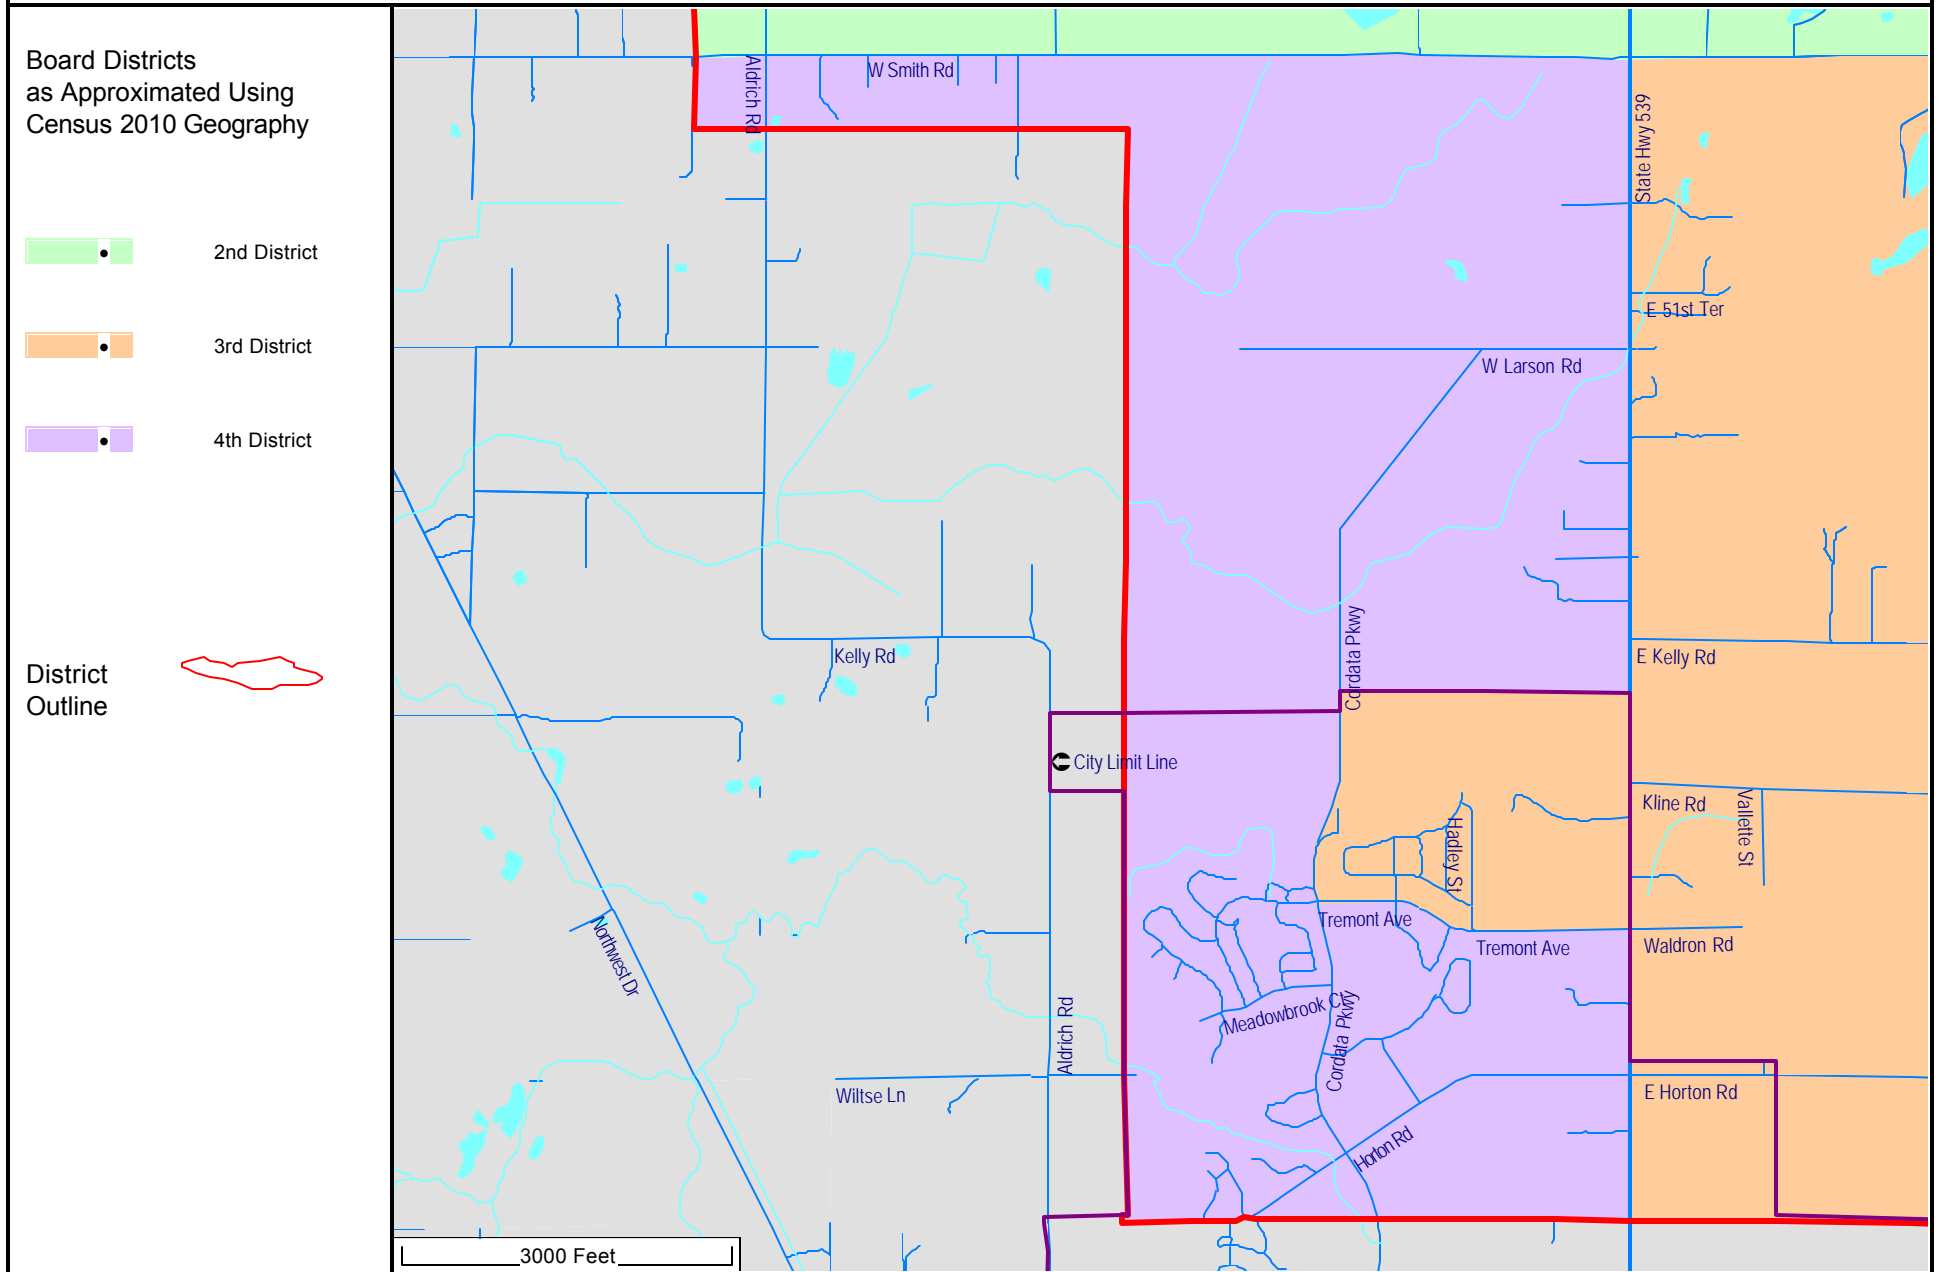 Board Districts
as Approximated Using
Census 2010 Geography
2nd District
3rd District
4th District
District
Outline
W Smith Rd
Aldrich Rd
State Hwy 539
E 51st Ter
W Larson Rd
Cordata Pkwy
Kelly Rd
E Kelly Rd
City Limit Line
Kline Rd
Vallette St
Hadley St
Tremont Ave
Tremont Ave
Waldron Rd
Northwest Dr
Meadowbrook Ct
Cordata Pkwy
Aldrich Rd
Wiltse Ln
E Horton Rd
Horton Rd
3000 Feet